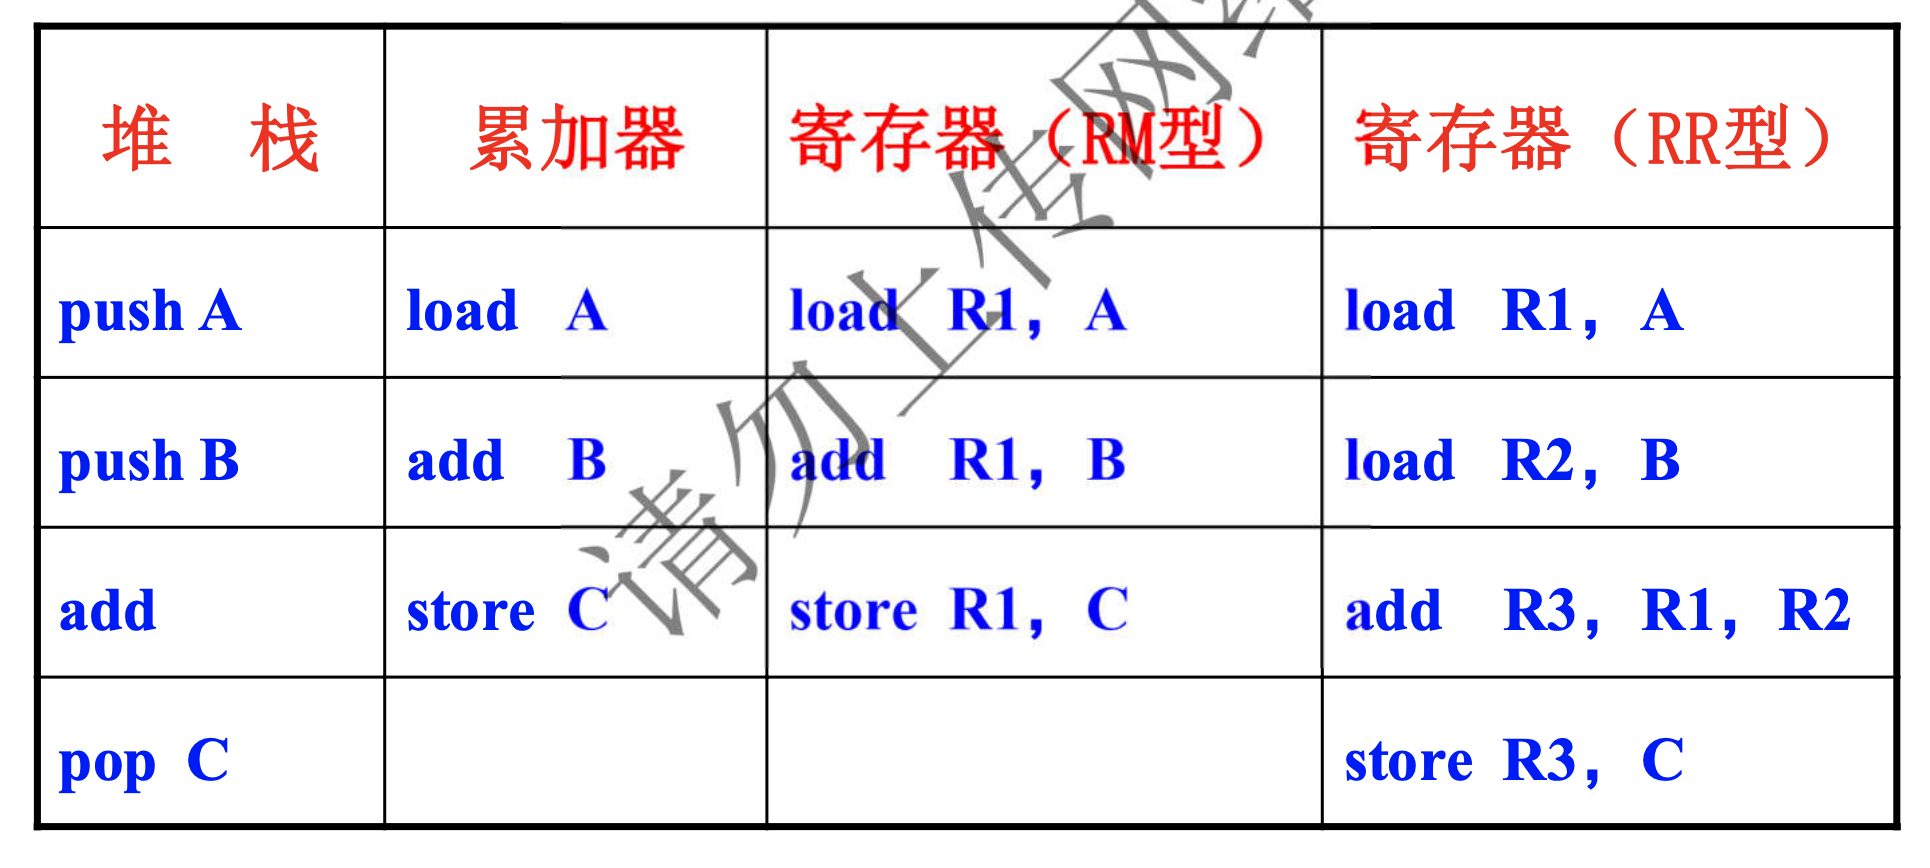 堆 栈 累加器 寄存器（RM型） 寄存器（RR型）
push A load A load R1, A load R1, A
push B add B add R1, B load R2, B
add store C store R1, C add R3, R1, R2
pop C store R3, C
请勿上传网